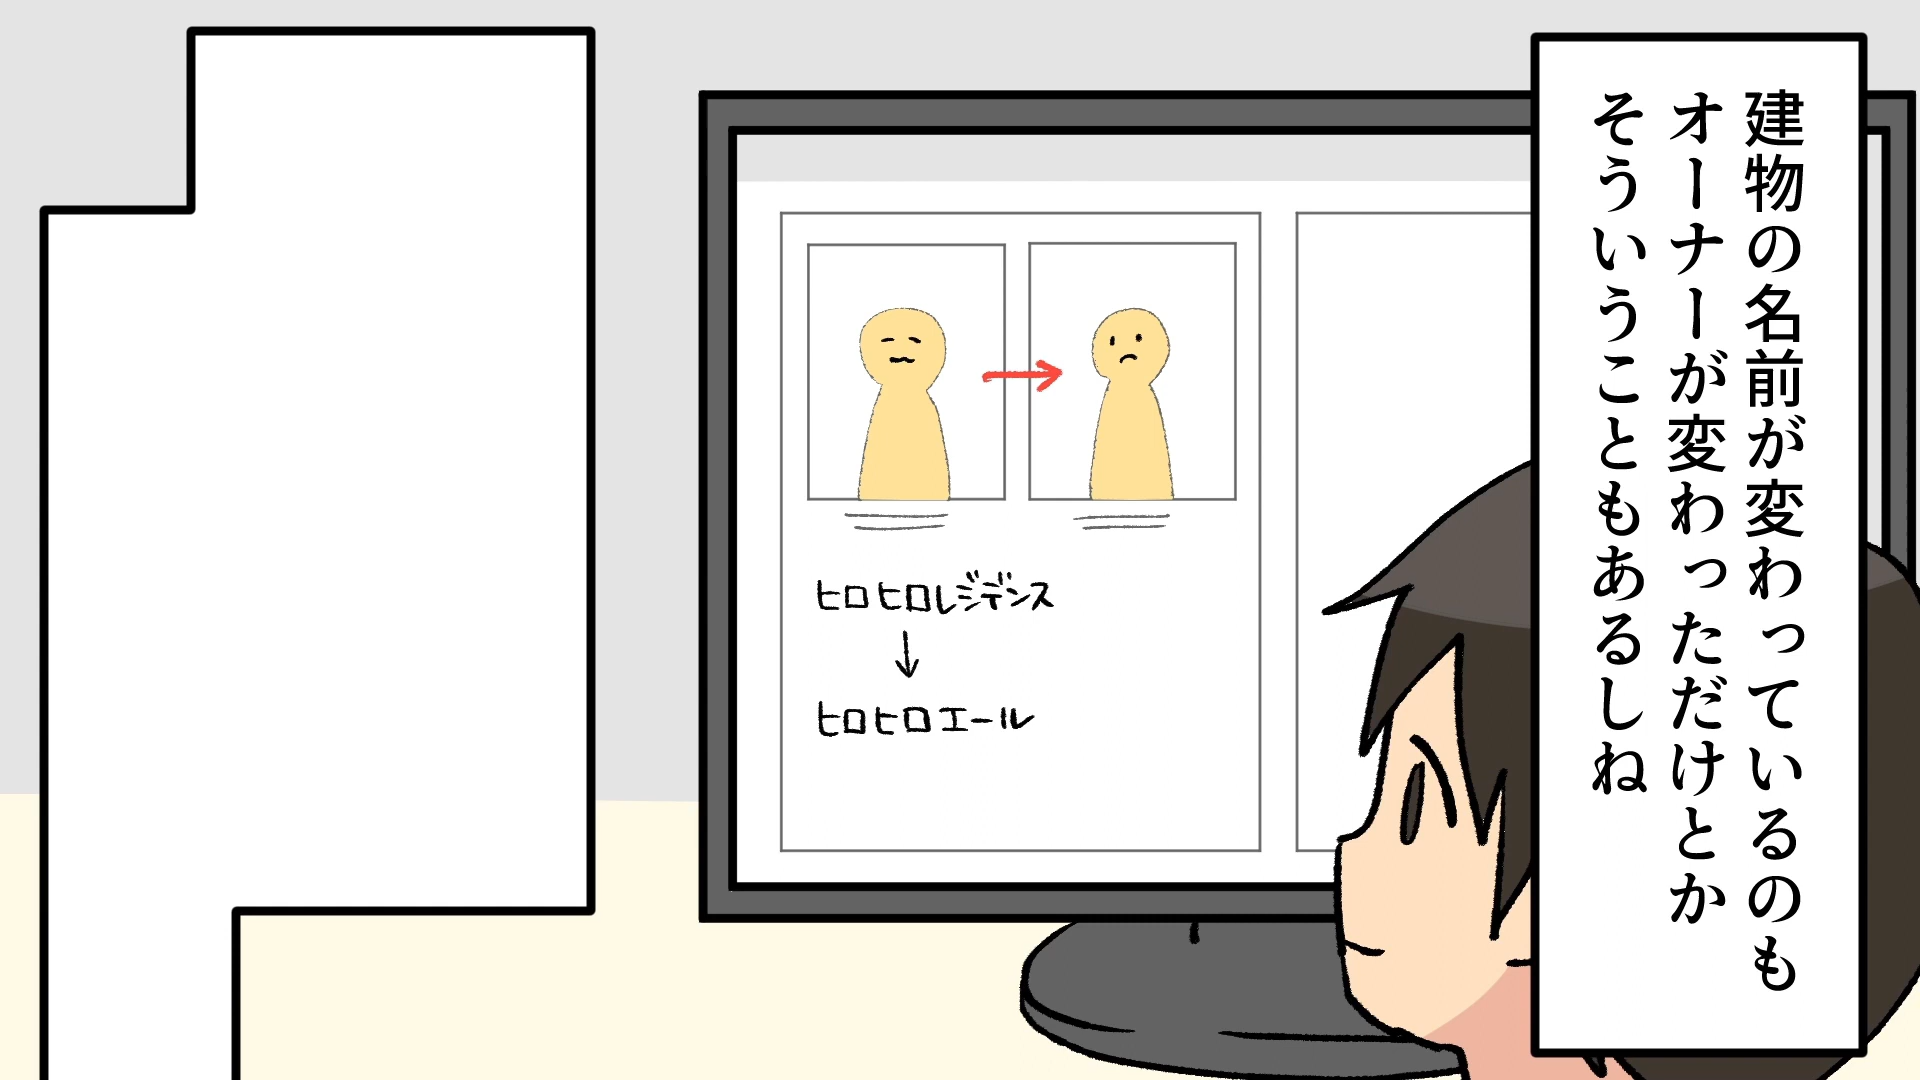 建物の名前が変わっているのも
オーナーが変わっただけとか
そういうこともあるしね
ヒロヒロレジデンス
↓
ヒロヒロエール